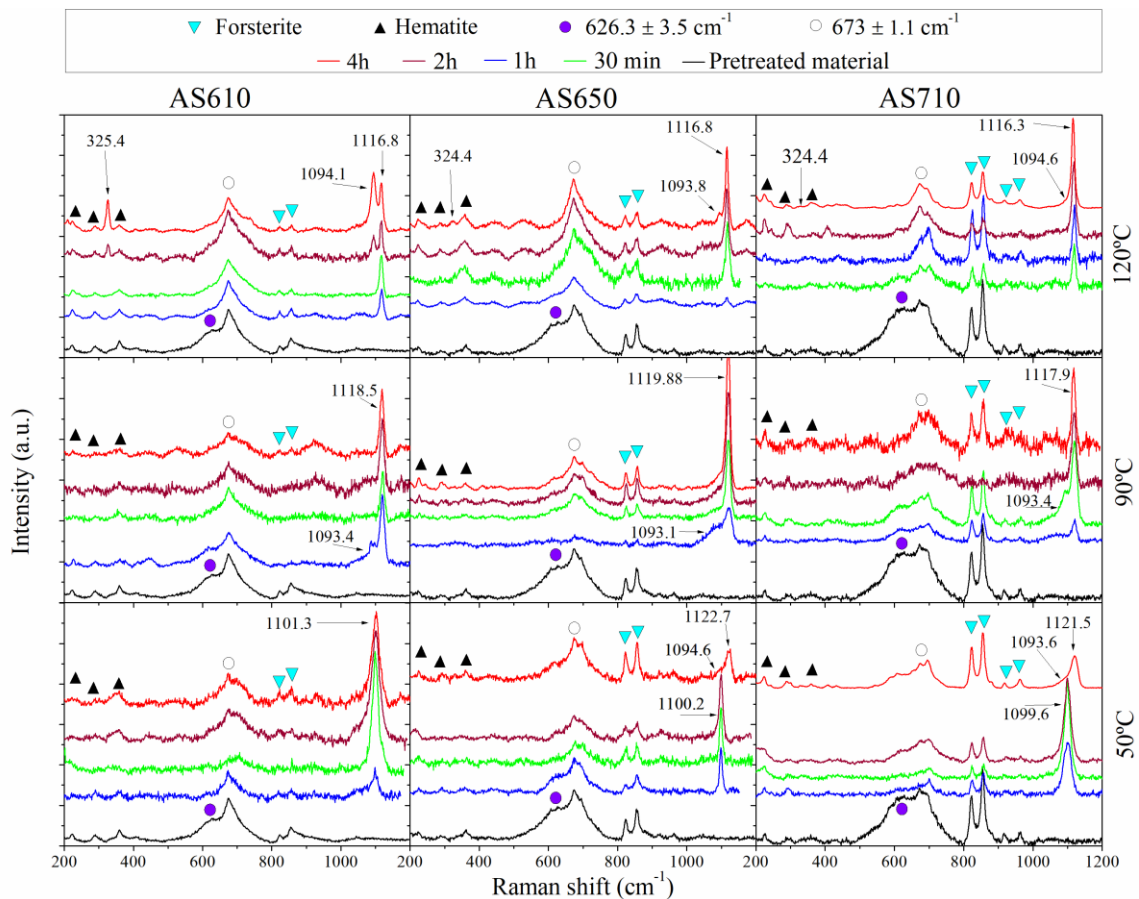 Forsterite Hematite 626.3 ± 3.5 cm⁻¹ 673 ± 1.1 cm⁻¹
4h 2h 1h 30 min Pretreated material
AS610 AS650 AS710
325.4
1094.1
1116.8
324.4
1093.8
1116.8
324.4
1094.6
1116.3
120ºC
1118.5
1093.4
1119.88
1093.1
1117.9
1093.4
90ºC
1101.3
1122.7
1094.6
1100.2
1121.5
1093.6
1099.6
50ºC
Intensity (a.u.)
200 400 600 800 1000 1200 400 600 800 1000 1200 400 600 800 1000 1200
Raman shift (cm⁻¹)